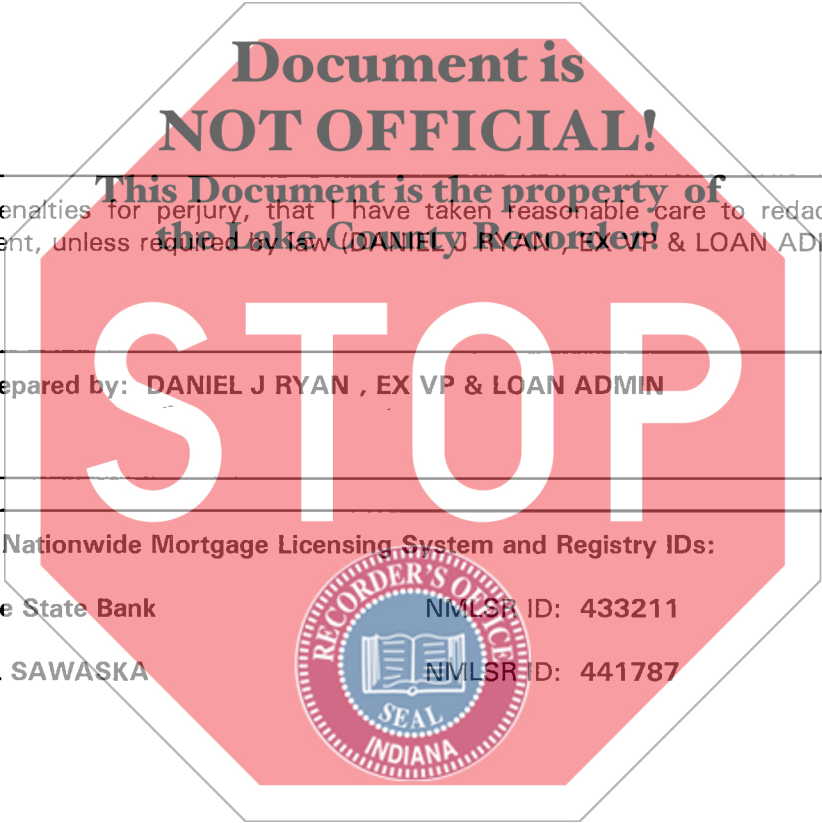 Document is
NOT OFFICIAL!
This Document is the property of
the Lake County Recorder!
enalties for perjury, that I have taken reasonable care to redac
ent, unless required by law (DANIEL J RYAN , EX VP & LOAN ADI
STOP
epared by: DANIEL J RYAN , EX VP & LOAN ADMIN
Nationwide Mortgage Licensing System and Registry IDs:
e State Bank NMLSR ID: 433211
. SAWASKA NMLSR ID: 441787
RECORDER'S OFFICE
SEAL
INDIANA